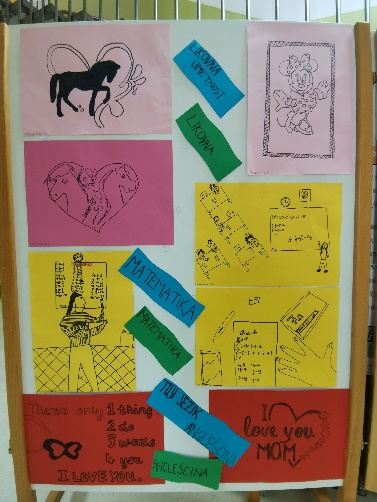 LIKOVNA
UMETNOST
LIKOVNA
MATEMATIKA
MATEMATIKA
TUJ JEZIK
ANGLEŠČINA
ANGLEŠČINA
There's only 1 thing
2 do
3 words
4 you
I LOVE YOU.
I
love you
MOM